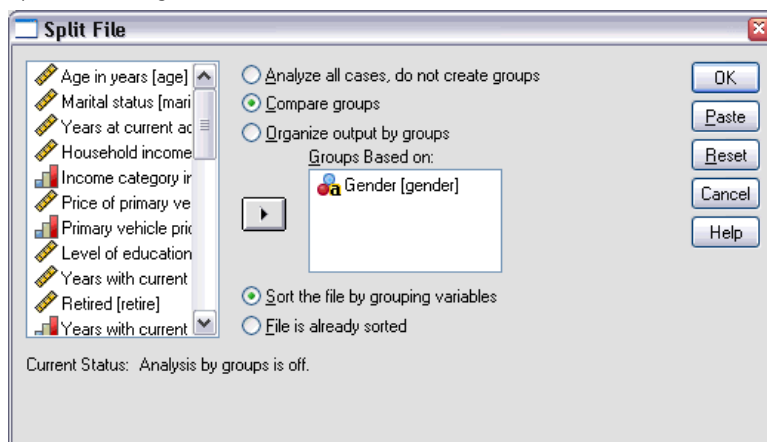 Split File
Age in years [age]
Marital status [mari
Years at current ad
Household income
Income category in
Price of primary ve
Primary vehicle pric
Level of education
Years with current
Retired [retire]
Years with current
Analyze all cases, do not create groups
Compare groups
Organize output by groups
Groups Based on:
Gender [gender]
Sort the file by grouping variables
File is already sorted
OK
Paste
Reset
Cancel
Help
Current Status: Analysis by groups is off.